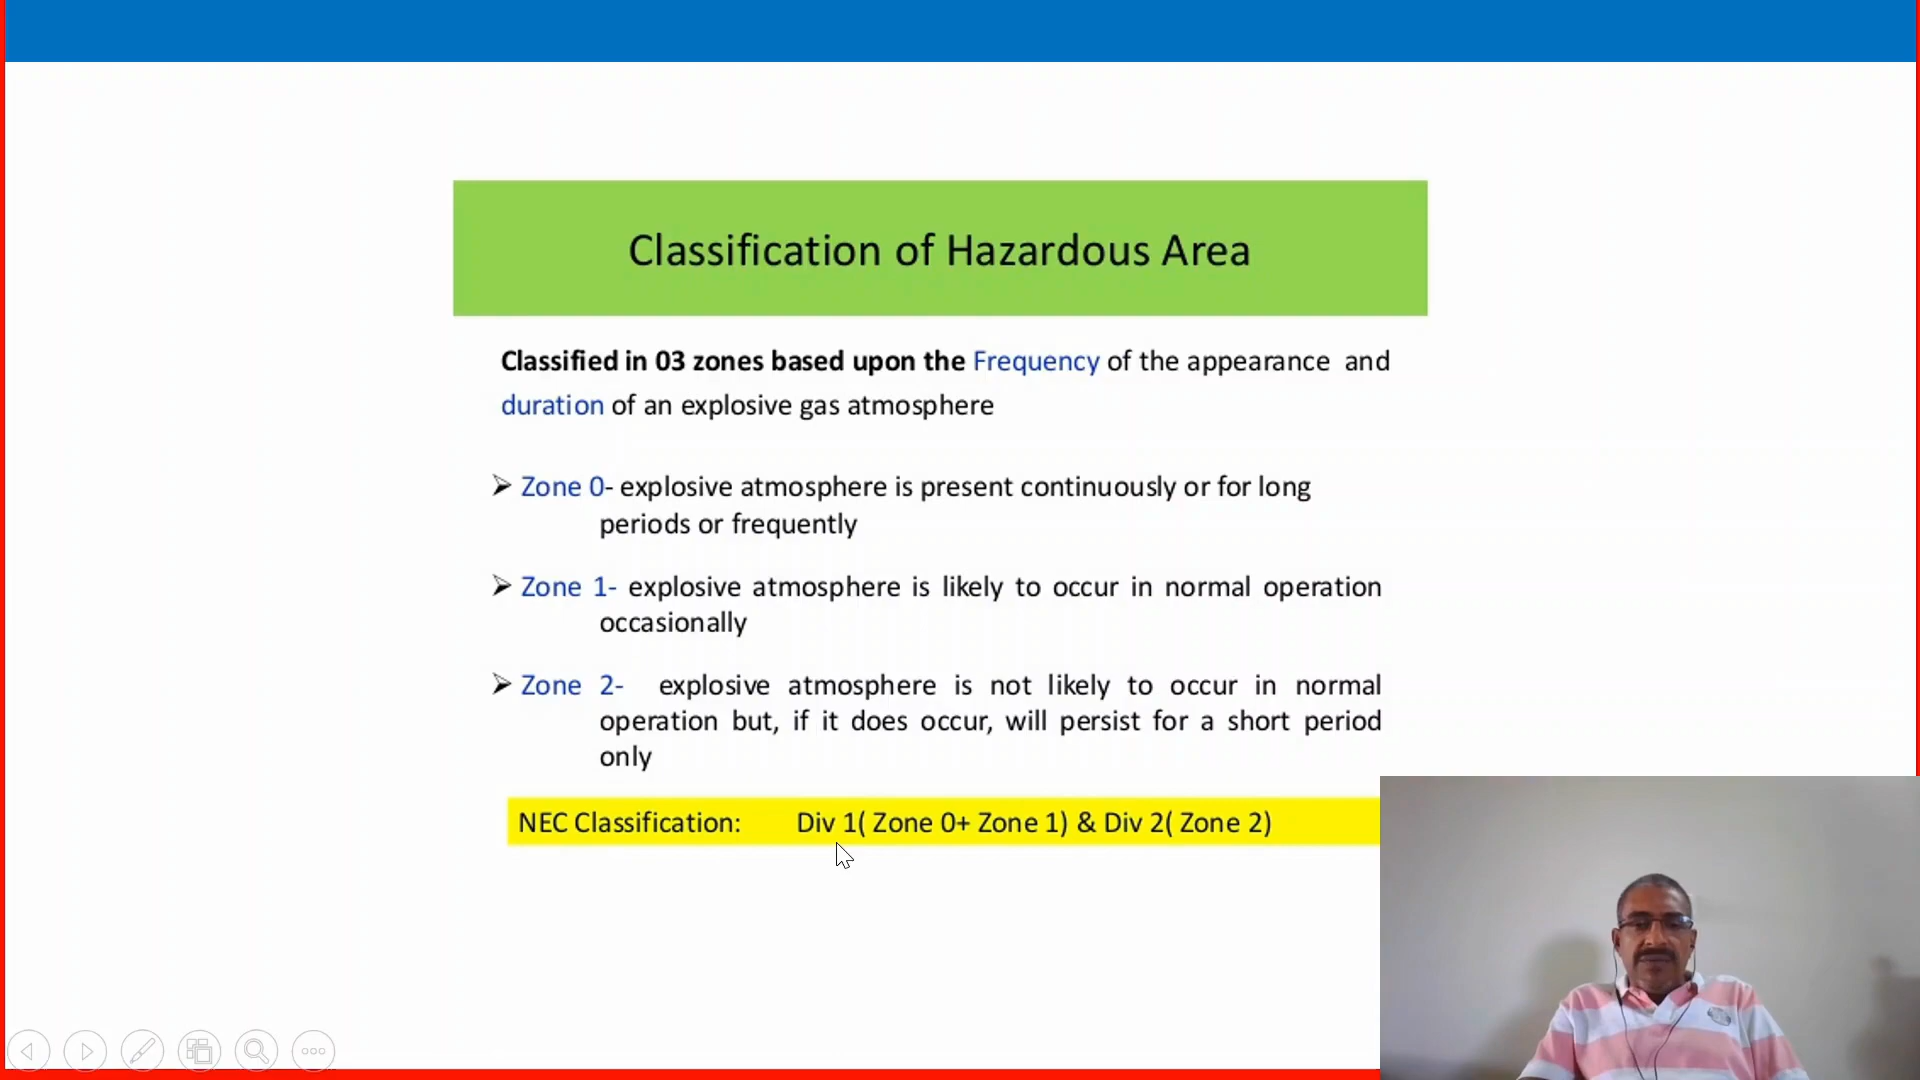 Classification of Hazardous Area
Classified in 03 zones based upon the Frequency of the appearance and
duration of an explosive gas atmosphere
➢ Zone 0- explosive atmosphere is present continuously or for long
periods or frequently
➢ Zone 1- explosive atmosphere is likely to occur in normal operation
occasionally
➢ Zone 2- explosive atmosphere is not likely to occur in normal
operation but, if it does occur, will persist for a short period
only
NEC Classification: Div 1( Zone 0+ Zone 1) & Div 2( Zone 2)